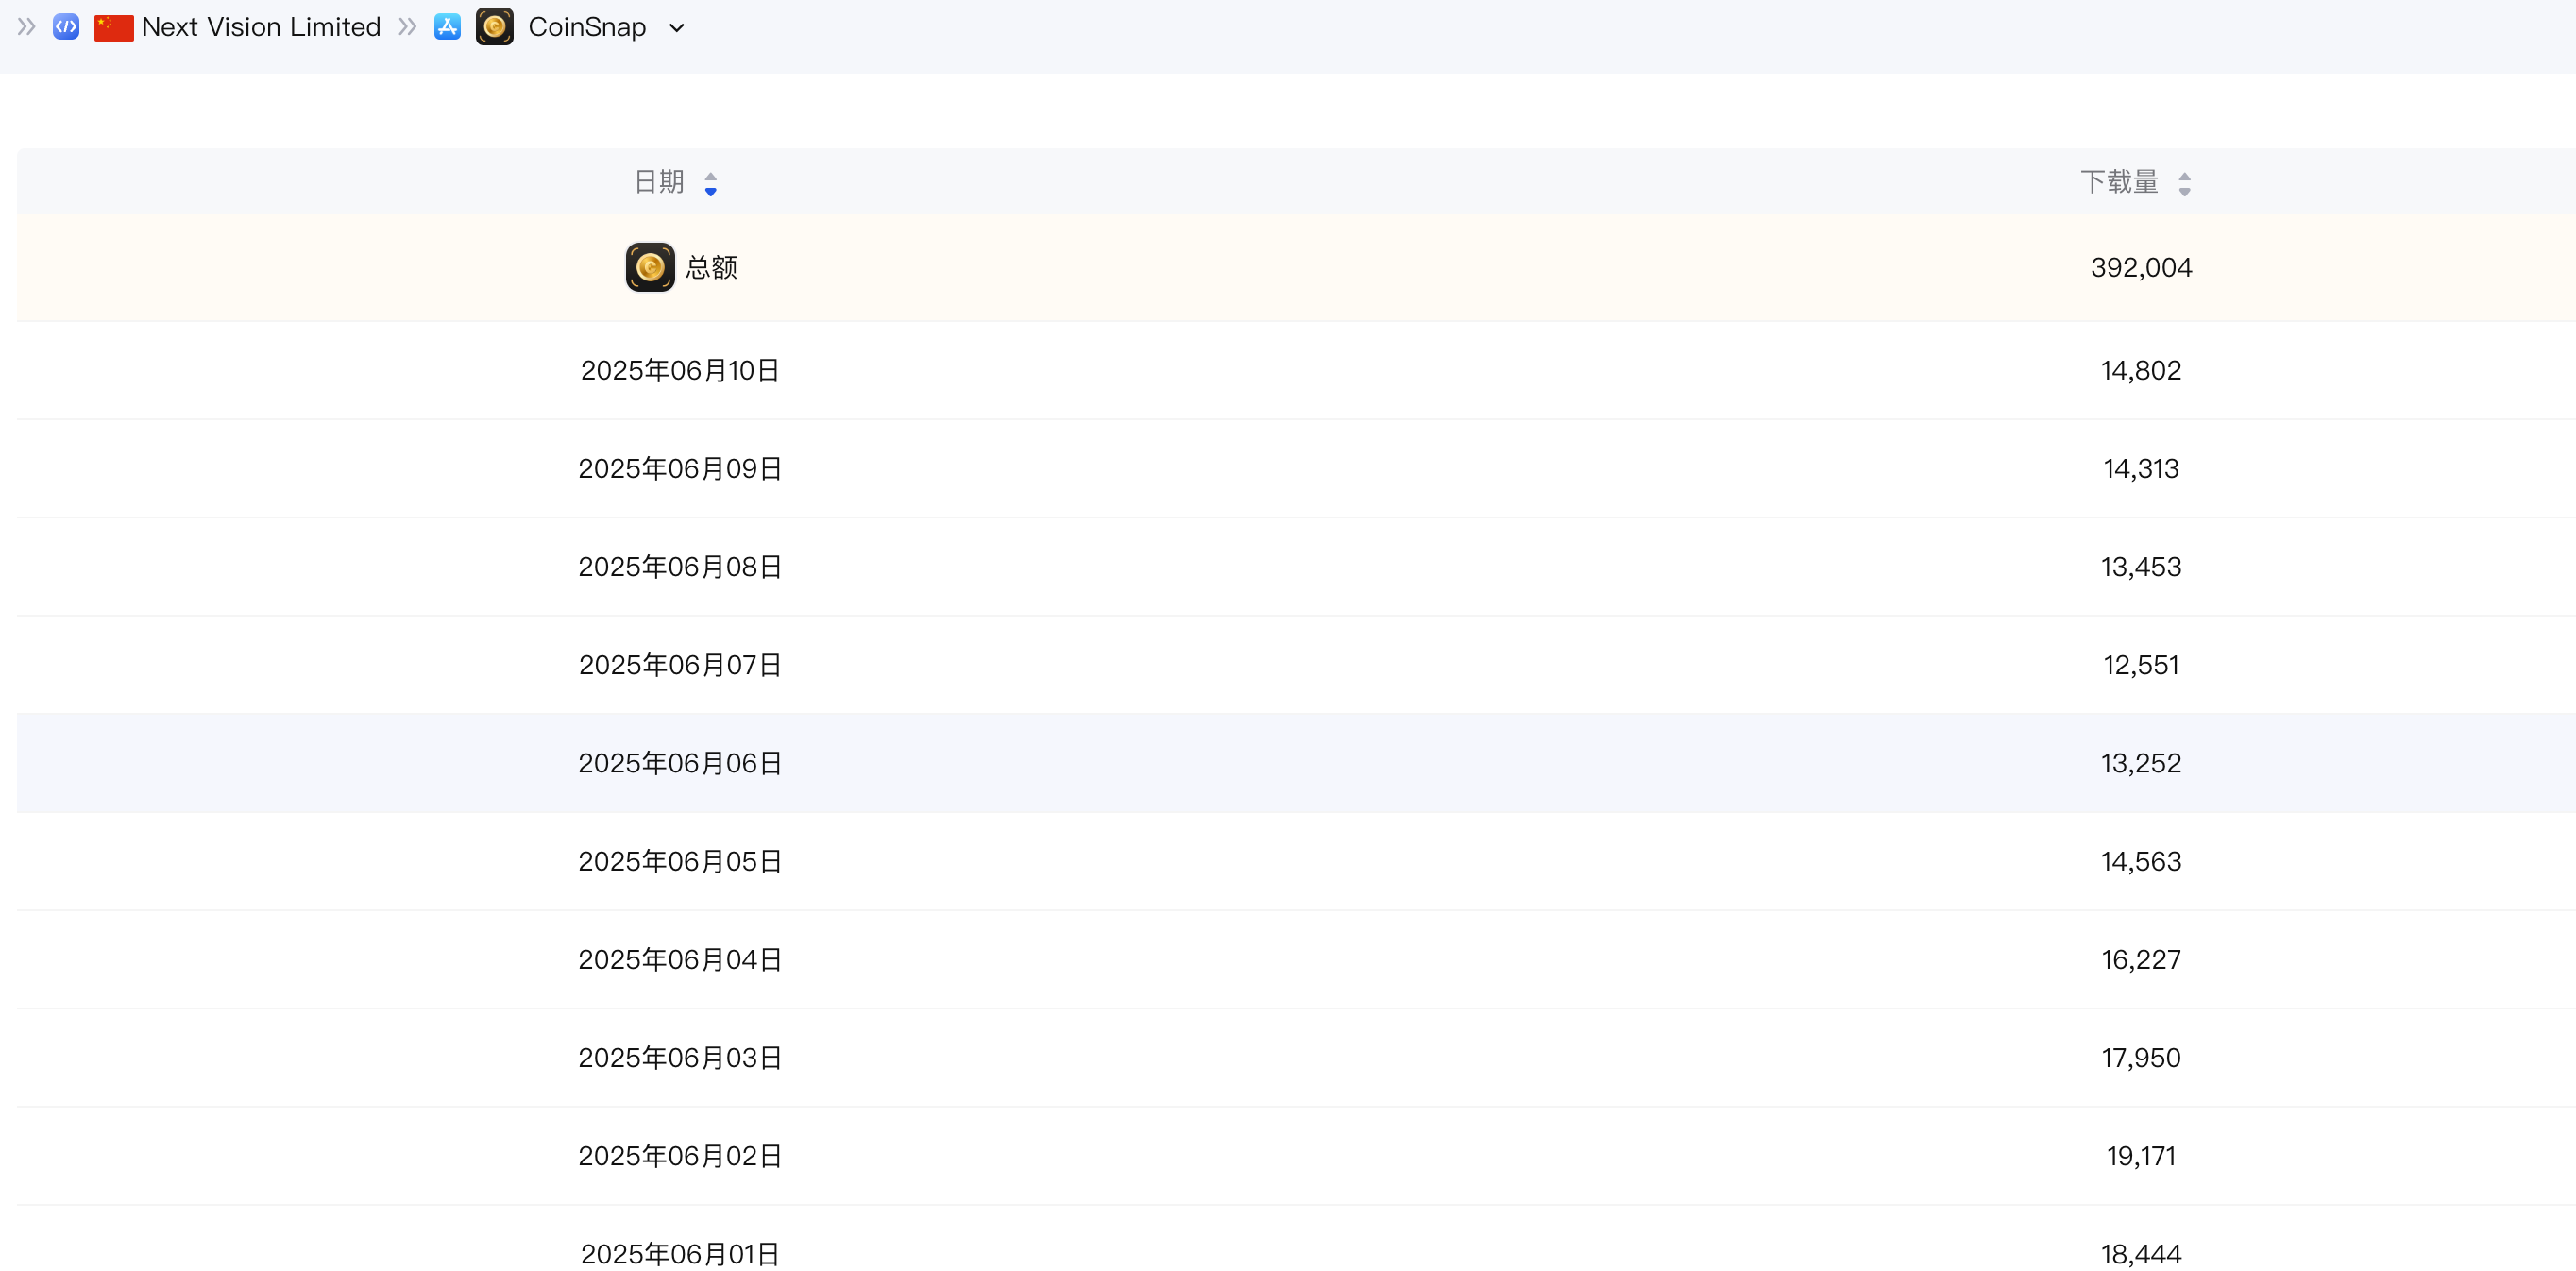 Next Vision Limited CoinSnap
日期 下载量
总额 392,004
2025年06月10日 14,802
2025年06月09日 14,313
2025年06月08日 13,453
2025年06月07日 12,551
2025年06月06日 13,252
2025年06月05日 14,563
2025年06月04日 16,227
2025年06月03日 17,950
2025年06月02日 19,171
2025年06月01日 18,444